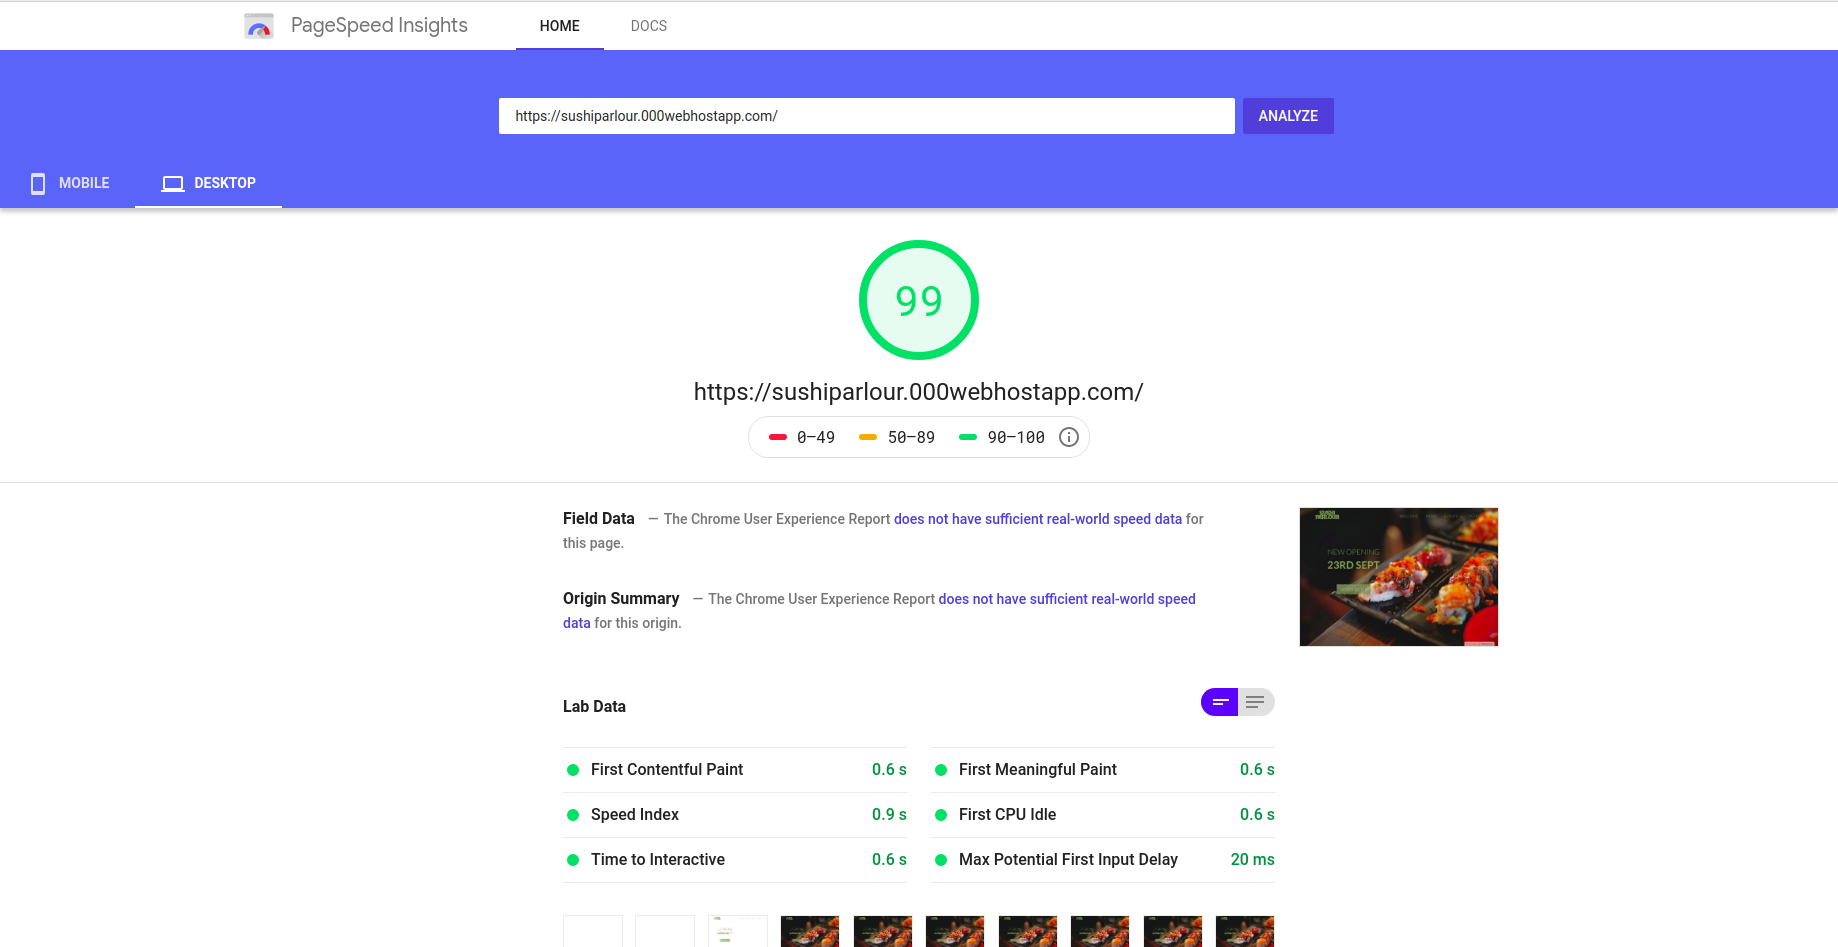 PageSpeed Insights
HOME
DOCS
https://sushiparlour.000webhostapp.com/
ANALYZE
MOBILE
DESKTOP
99
https://sushiparlour.000webhostapp.com/
0–49
50–89
90–100
Field Data — The Chrome User Experience Report does not have sufficient real-world speed data for
this page.
NEW OPENING
23RD SEPT
Origin Summary — The Chrome User Experience Report does not have sufficient real-world speed
data for this origin.
Lab Data
First Contentful Paint 0.6 s
First Meaningful Paint 0.6 s
Speed Index 0.9 s
First CPU Idle 0.6 s
Time to Interactive 0.6 s
Max Potential First Input Delay 20 ms